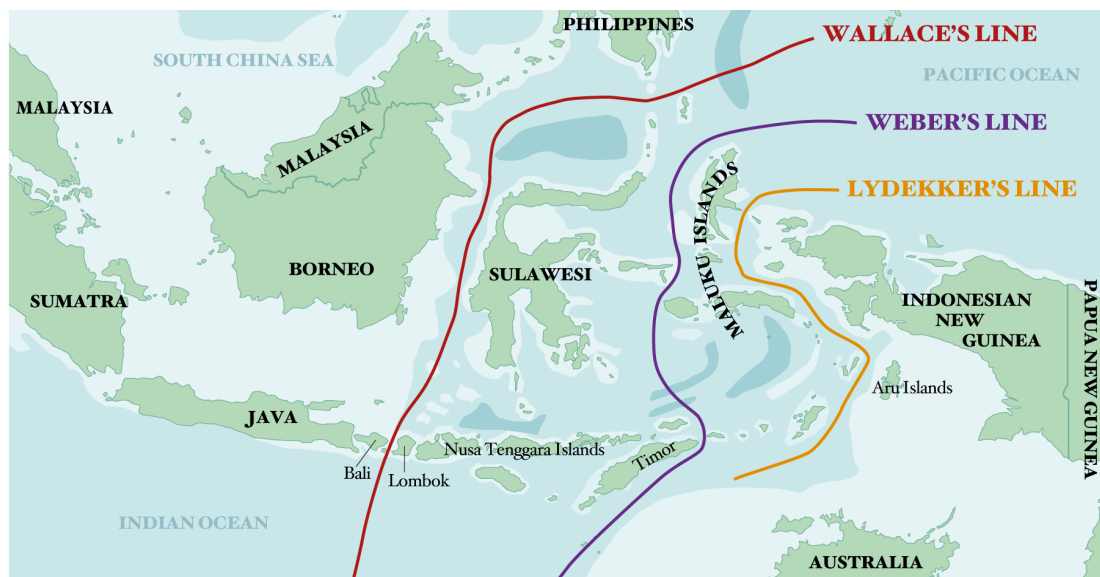 PHILIPPINES
WALLACE'S LINE
SOUTH CHINA SEA
PACIFIC OCEAN
MALAYSIA
MALAYSIA
WEBER'S LINE
LYDEKKER'S LINE
MALUKU ISLANDS
BORNEO
SULAWESI
SUMATRA
INDONESIAN
NEW
GUINEA
PAPUA NEW GUINEA
Aru Islands
JAVA
Nusa Tenggara Islands
Timor
Bali
Lombok
INDIAN OCEAN
AUSTRALIA